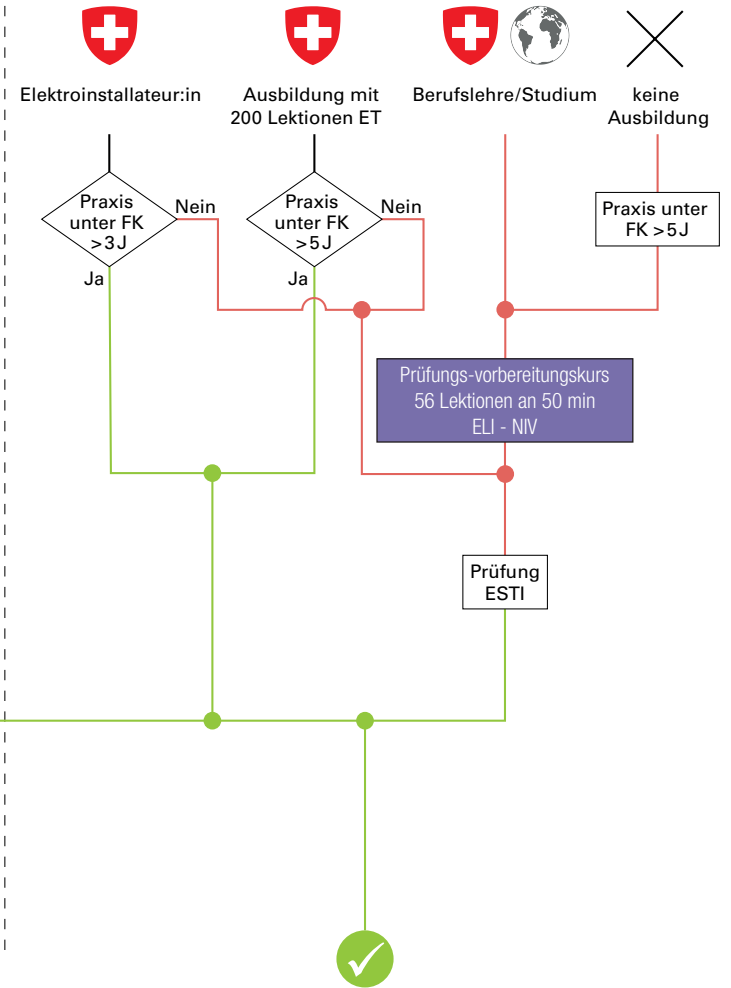 Elektroinstallateur:in
Ausbildung mit
200 Lektionen ET
Berufslehre/Studium
keine
Ausbildung
Praxis
unter FK
>3J
Nein
Ja
Praxis
unter FK
>5J
Nein
Ja
Praxis unter
FK >5J
Prüfungs-vorbereitungskurs
56 Lektionen an 50 min
ELI - NIV
Prüfung
ESTI